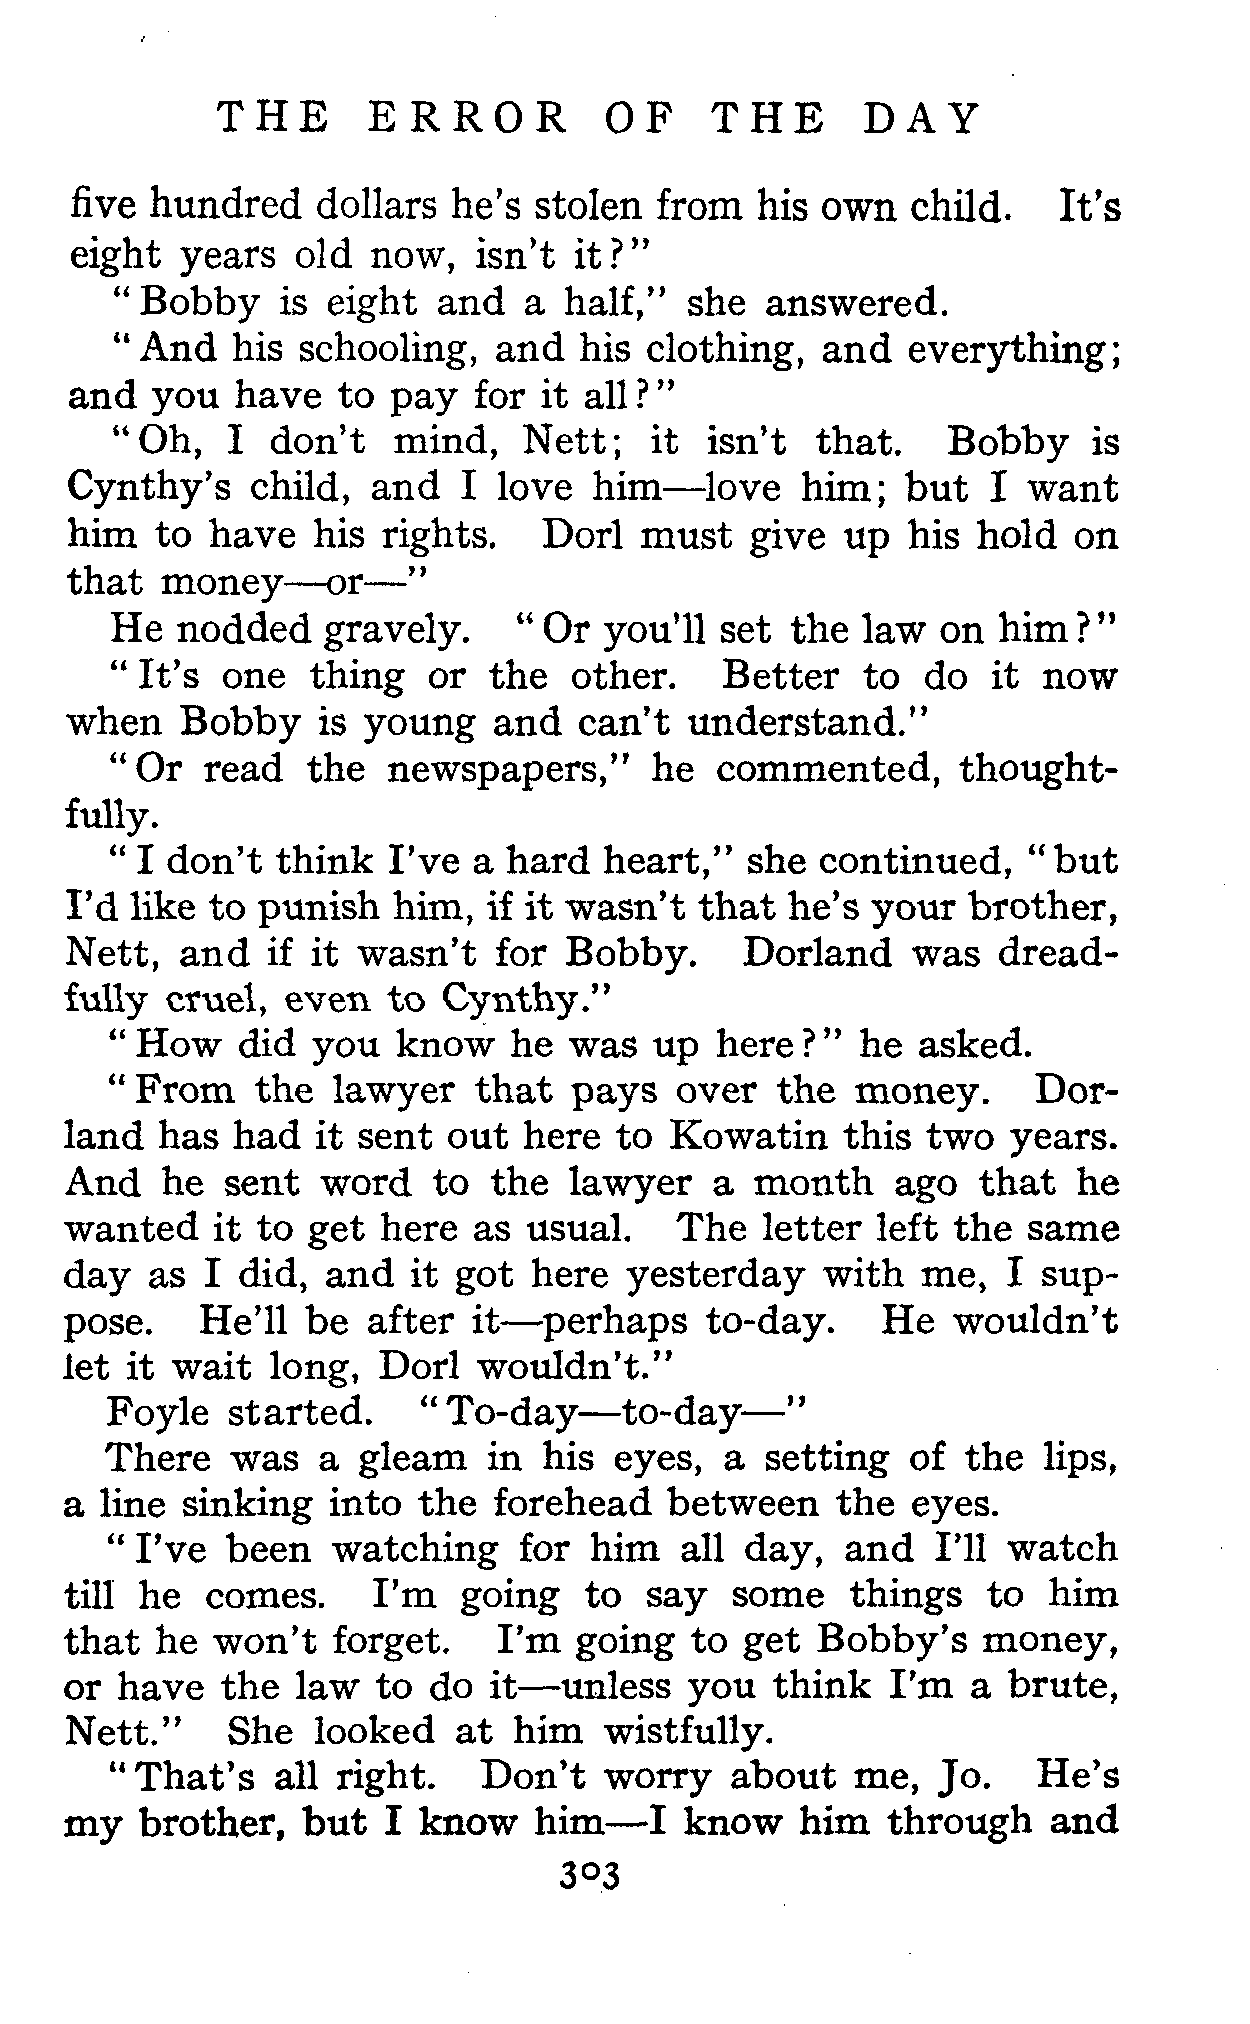 THE ERROR OF THE DAY
five hundred dollars he's stolen from his own child. It's
eight years old now, isn't it?"
"Bobby is eight and a half," she answered.
"And his schooling, and his clothing, and everything;
and you have to pay for it all?"
"Oh, I don't mind, Nett; it isn't that. Bobby is
Cynthy's child, and I love him—love him; but I want
him to have his rights. Dorl must give up his hold on
that money—or—"
He nodded gravely. "Or you'll set the law on him?"
"It's one thing or the other. Better to do it now
when Bobby is young and can't understand."
"Or read the newspapers," he commented, thought-
fully.
"I don't think I've a hard heart," she continued, "but
I'd like to punish him, if it wasn't that he's your brother,
Nett, and if it wasn't for Bobby. Dorland was dread-
fully cruel, even to Cynthy."
"How did you know he was up here?" he asked.
"From the lawyer that pays over the money. Dor-
land has had it sent out here to Kowatin this two years.
And he sent word to the lawyer a month ago that he
wanted it to get here as usual. The letter left the same
day as I did, and it got here yesterday with me, I sup-
pose. He'll be after it—perhaps to-day. He wouldn't
let it wait long, Dorl wouldn't."
Foyle started. "To-day—to-day—"
There was a gleam in his eyes, a setting of the lips,
a line sinking into the forehead between the eyes.
"I've been watching for him all day, and I'll watch
till he comes. I'm going to say some things to him
that he won't forget. I'm going to get Bobby's money,
or have the law to do it—unless you think I'm a brute,
Nett." She looked at him wistfully.
"That's all right. Don't worry about me, Jo. He's
my brother, but I know him—I know him through and
303